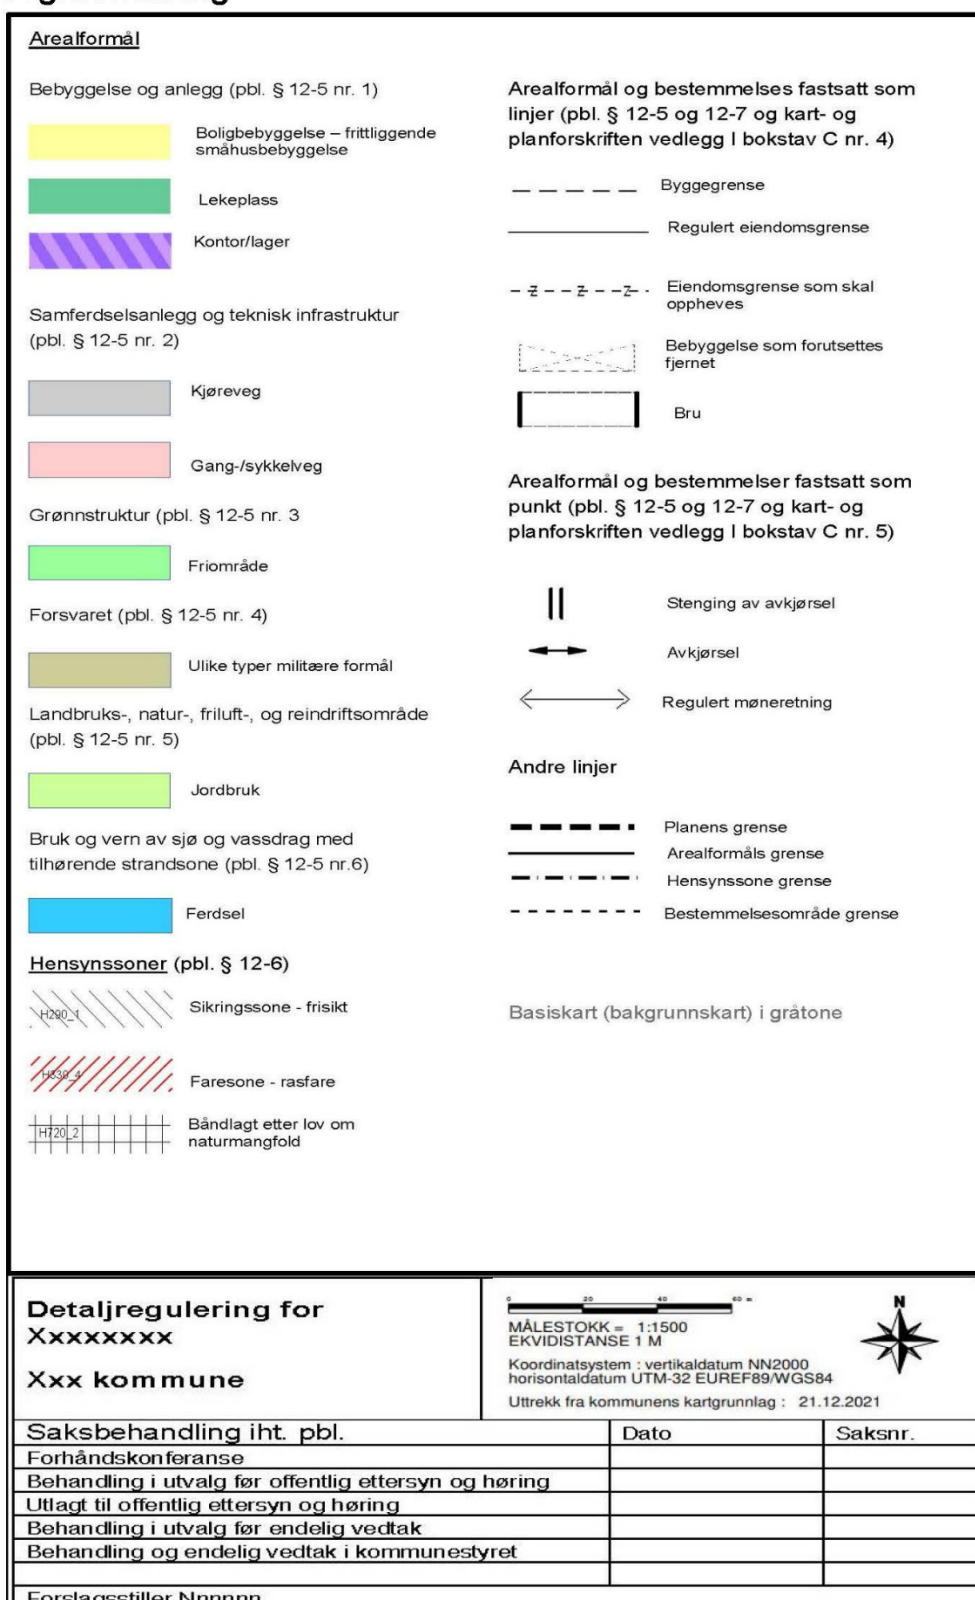 Arealformål
Bebyggelse og anlegg (pbl. § 12-5 nr. 1)
Boligbebyggelse – frittliggende
småhusbebyggelse
Lekeplass
Kontor/lager
Samferdselsanlegg og teknisk infrastruktur
(pbl. § 12-5 nr. 2)
Kjøreveg
Gang-/sykkelveg
Grønnstruktur (pbl. § 12-5 nr. 3
Friområde
Forsvaret (pbl. § 12-5 nr. 4)
Ulike typer militære formål
Landbruks-, natur-, friluft-, og reindriftsområde
(pbl. § 12-5 nr. 5)
Jordbruk
Bruk og vern av sjø og vassdrag med
tilhørende strandsone (pbl. § 12-5 nr.6)
Ferdsel
Hensynssoner (pbl. § 12-6)
H290_1
Sikringssone - frisikt
H330_4
Faresone - rasfare
H720_2
Båndlagt etter lov om
naturmangfold
Arealformål og bestemmelses fastsatt som
linjer (pbl. § 12-5 og 12-7 og kart- og
planforskriften vedlegg I bokstav C nr. 4)
Byggegrense
Regulert eiendomsgrense
z z z
Eiendomsgrense som skal
oppheves
Bebyggelse som forutsettes
fjernet
Bru
Arealformål og bestemmelser fastsatt som
punkt (pbl. § 12-5 og 12-7 og kart- og
planforskriften vedlegg I bokstav C nr. 5)
Stenging av avkjørsel
Avkjørsel
Regulert møneretning
Andre linjer
Planens grense
Arealformåls grense
Hensynssone grense
Bestemmelsesområde grense
Basiskart (bakgrunnskart) i gråtone
Detaljregulering for
Xxxxxxxx
Xxx kommune
0 20 40 60 m
MÅLESTOKK = 1:1500
EKVIDISTANSE 1 M
Koordinatsystem : vertikaldatum NN2000
horisontaldatum UTM-32 EUREF89/WGS84
Uttrekk fra kommunens kartgrunnlag : 21.12.2021
N
Saksbehandling iht. pbl. Dato Saksnr.
Forhåndskonferanse
Behandling i utvalg før offentlig ettersyn og høring
Utlagt til offentlig ettersyn og høring
Behandling i utvalg før endelig vedtak
Behandling og endelig vedtak i kommunestyret
Forslagsstiller Nnnnnn